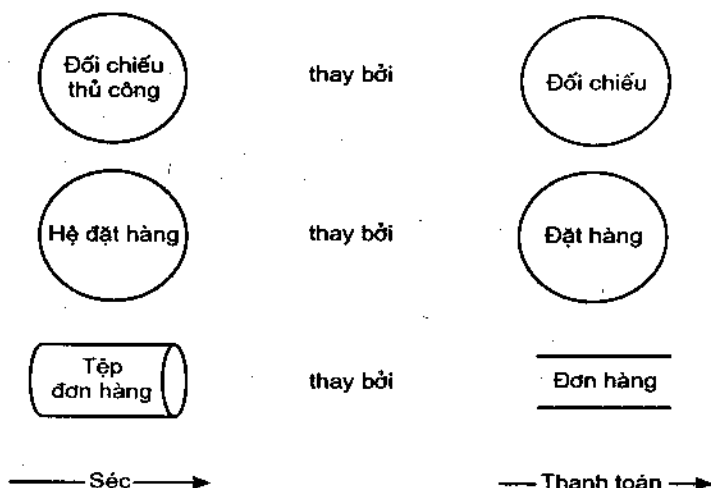 Đối chiếu
thủ công
thay bởi
Đối chiếu
Hệ đặt hàng
thay bởi
Đặt hàng
Tệp
đơn hàng
thay bởi
Đơn hàng
Séc
Thanh toán